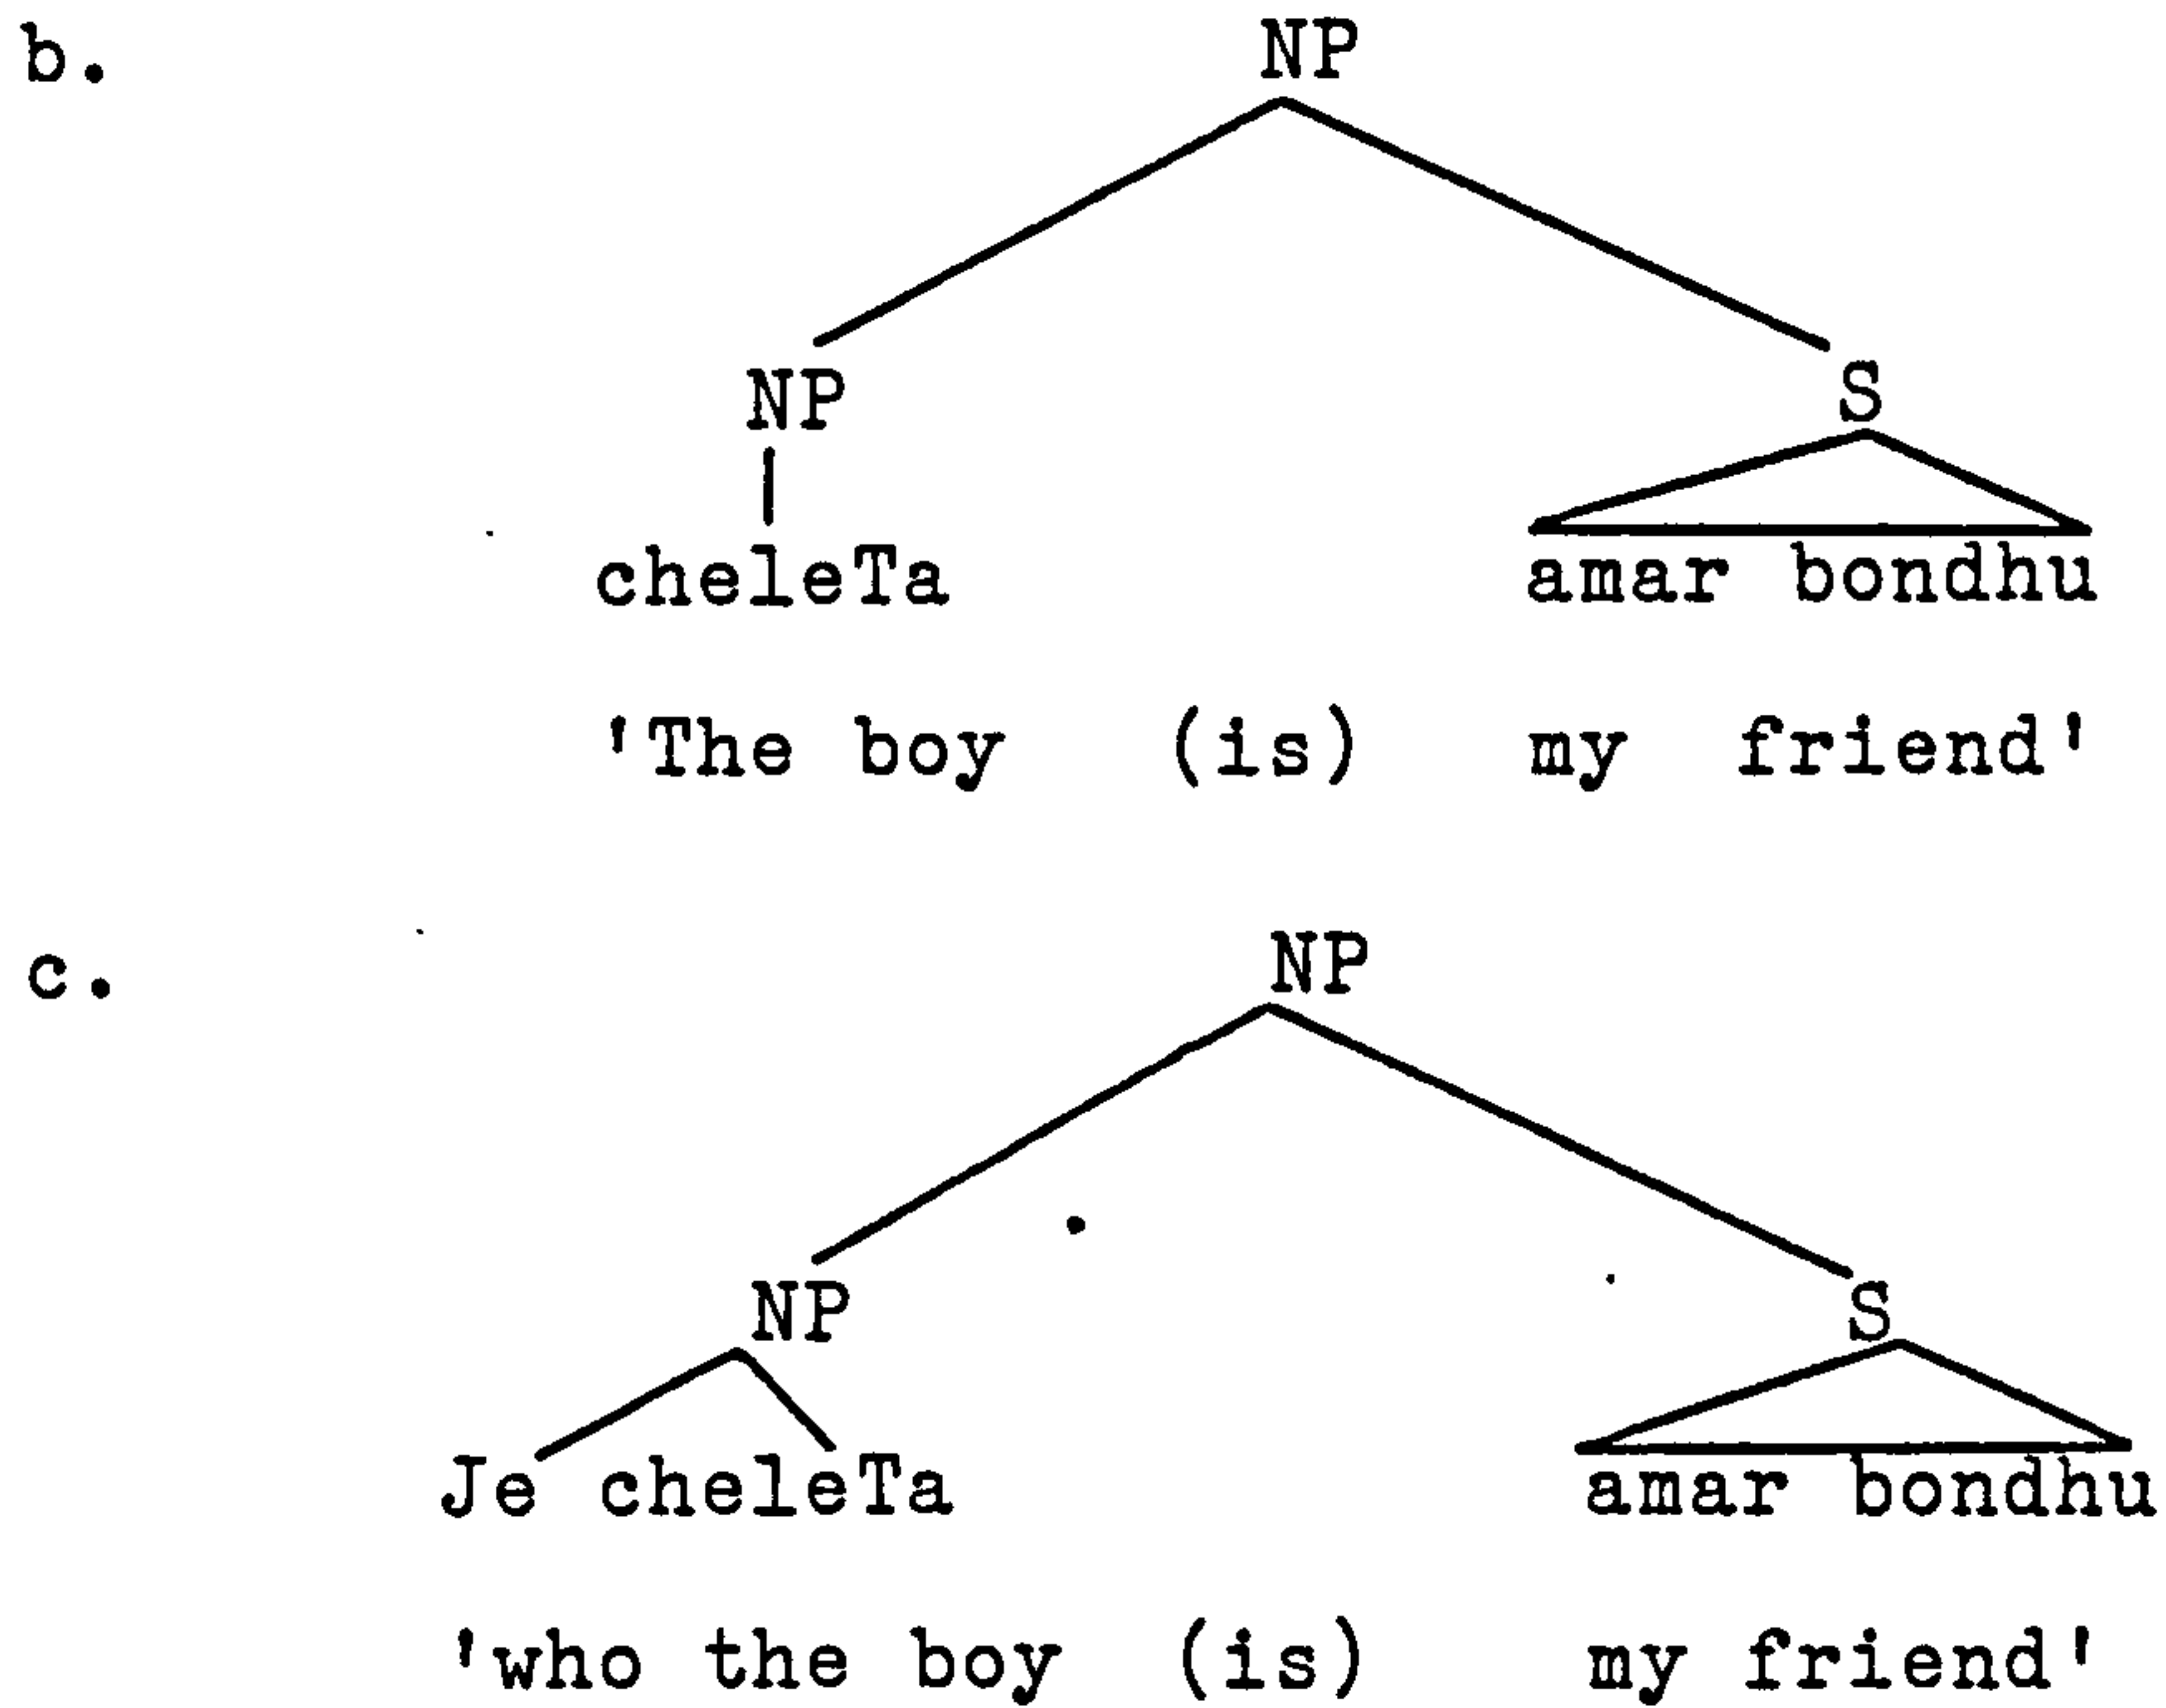 b.
NP
NP S
cheleTa amar bondhu
'The boy (is) my friend'
c.
NP
NP S
Je cheleTa amar bondhu
'who the boy (is) my friend'